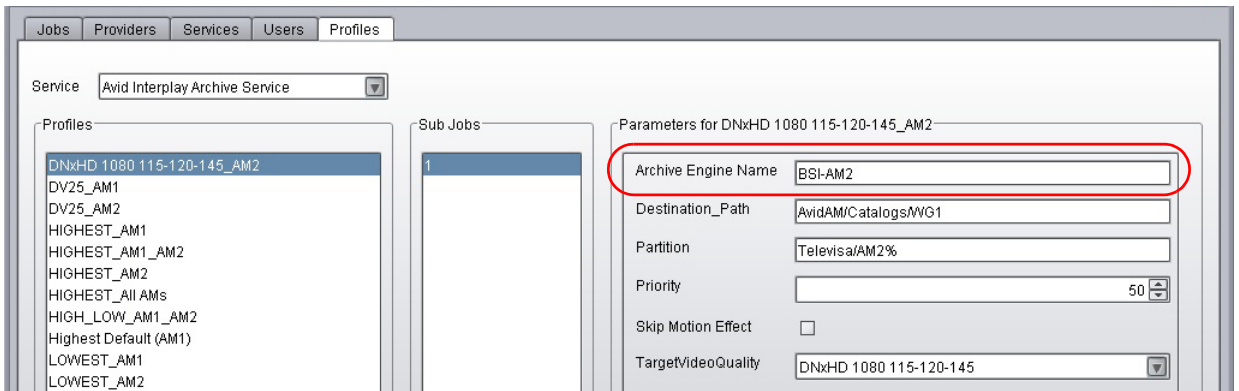 Jobs Providers Services Users Profiles
Service Avid Interplay Archive Service
Profiles
DNxHD 1080 115-120-145_AM2
DV25_AM1
DV25_AM2
HIGHEST_AM1
HIGHEST_AM1_AM2
HIGHEST_AM2
HIGHEST_All AMs
HIGH_LOW_AM1_AM2
Highest Default (AM1)
LOWEST_AM1
LOWEST_AM2
Sub Jobs
1
Parameters for DNxHD 1080 115-120-145_AM2
Archive Engine Name BSI-AM2
Destination_Path AvidAM/Catalogs/WG1
Partition Televisa/AM2%
Priority 50
Skip Motion Effect
TargetVideoQuality DNxHD 1080 115-120-145